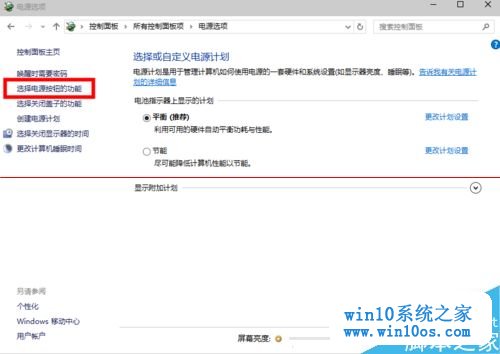 电源选项
控制面板 > 所有控制面板项 > 电源选项
搜索控制面板
控制面板主页
唤醒时需要密码
选择电源按钮的功能
选择关闭盖子的功能
创建电源计划
选择关闭显示器的时间
更改计算机睡眠时间
选择或自定义电源计划
电源计划是用于管理计算机如何使用电源的一套硬件和系统设置(如显示器亮度、睡眠等)。告诉我有关电源计
划的详细信息
电池指示器上显示的计划
平衡 (推荐) 更改计划设置
利用可用的硬件自动平衡功耗与性能。
节能 更改计划设置
尽可能降低计算机性能以节能。
显示附加计划
另请参阅
个性化
Windows 移动中心
用户帐户
屏幕亮度:
win10系统之家
www.win10os.com
脚本之家